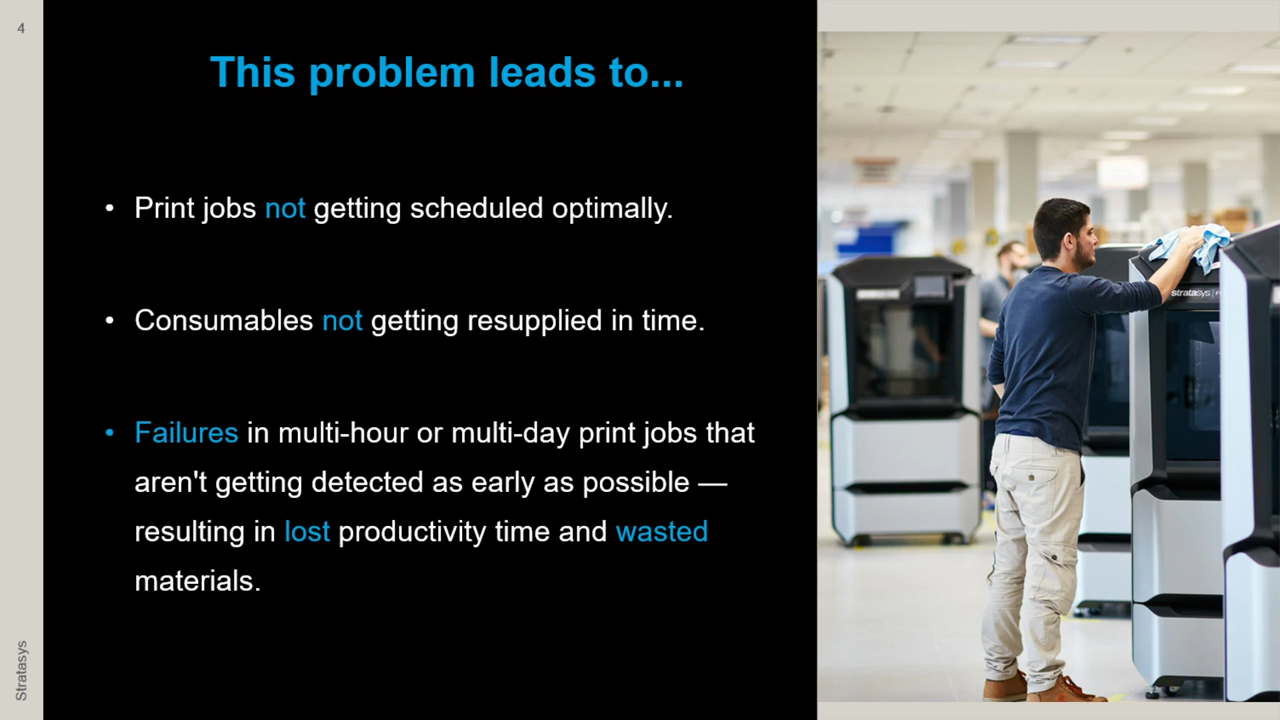 4
This problem leads to...
• Print jobs not getting scheduled optimally.
• Consumables not getting resupplied in time.
• Failures in multi-hour or multi-day print jobs that
aren't getting detected as early as possible —
resulting in lost productivity time and wasted
materials.
Stratasys
stratasys